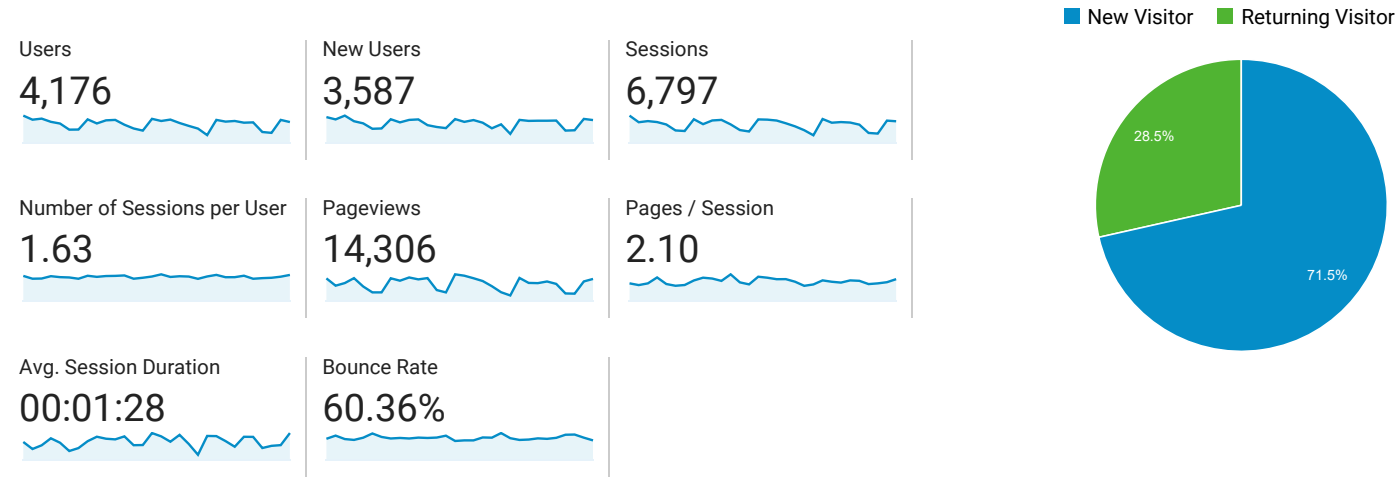 New Visitor
Returning Visitor
Users
4,176
New Users
3,587
Sessions
6,797
Number of Sessions per User
1.63
Pageviews
14,306
Pages / Session
2.10
Avg. Session Duration
00:01:28
Bounce Rate
60.36%
28.5%
71.5%